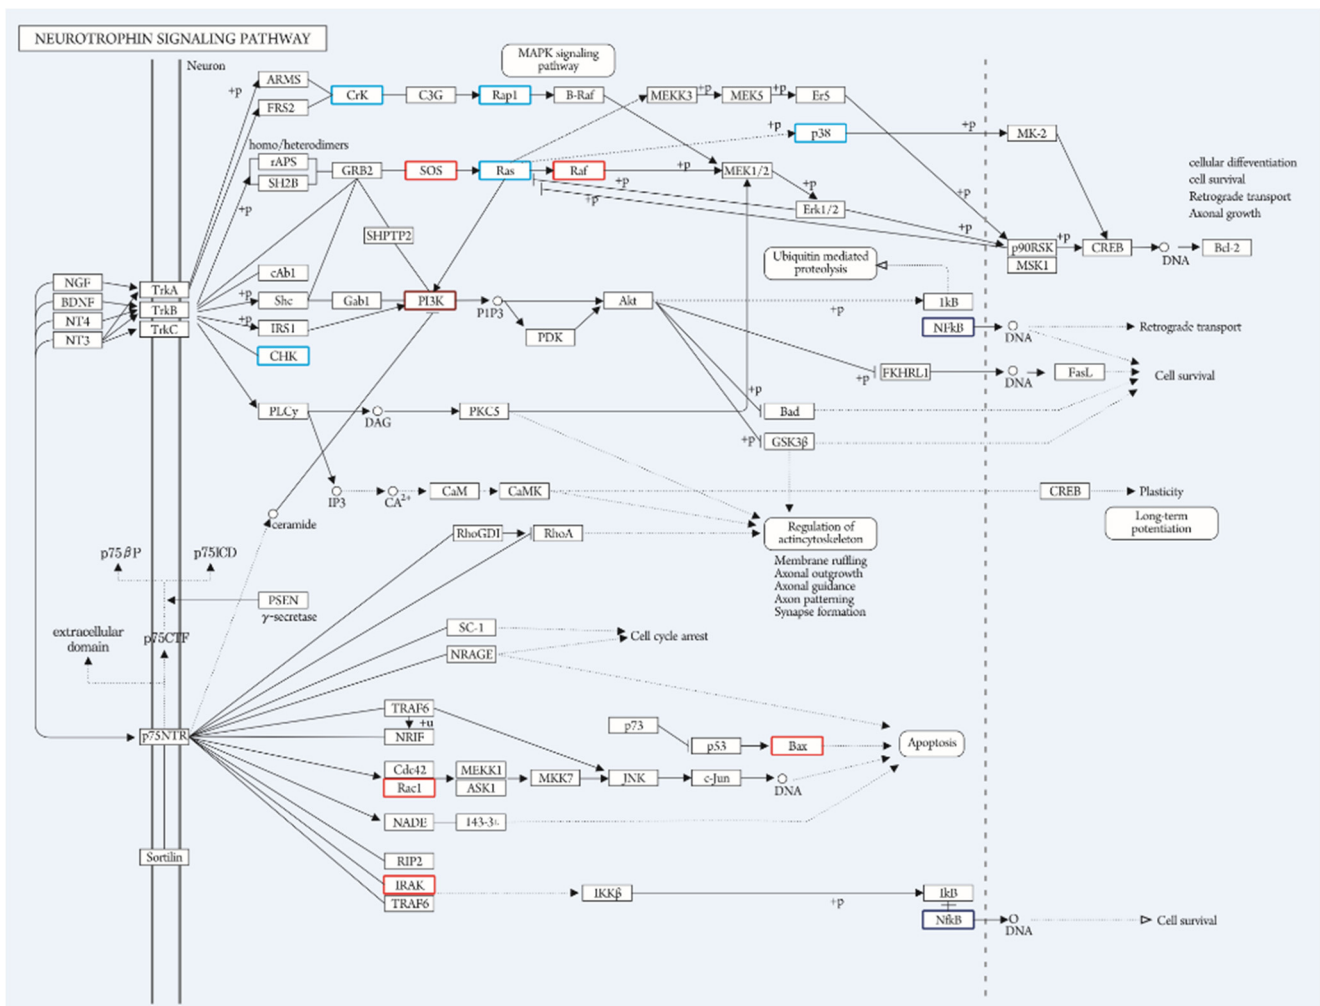 NEUROTROPHIN SIGNALING PATHWAY
Neuron
MAPK signaling
pathway
ARMS
+p
FRS2
CrK
C3G
Rap1
B-Raf
MEKK3
+p
MEK5
+p
Er5
homo/heterodimers
rAPS
SH2B
+p
GRB2
SOS
Ras
Raf
+p
MEK1/2
+p
p38
+p
MK-2
+p
Erk1/2
+p
+p
+p
+p
cellular diffeventiation
cell survival
Retrograde transport
Axonal growth
SHPTP2
p90RSK
MSK1
+p
CREB
DNA
Bcl-2
Ubiquitin mediated
proteolysis
NGF
BDNF
NT4
NT3
TrkA
TrkB
TrkC
cAb1
+p
Shc
Gab1
PI3K
P1P3
Akt
+p
1kB
+p
IRS1
PDK
NFkB
DNA
Retrograde transport
CHK
+p
FKHRL1
DNA
FasL
Cell survival
PLCγ
DAG
PKC5
+p
Bad
+p
GSK3β
IP3
CA2+
CaM
CaMK
CREB
Plasticity
Long-term
potentiation
ceramide
RhoGDI
RhoA
Regulation of
actincytoskeleton
Membrane ruffling
Axonal outgrowth
Axonal guidance
Axon patterning
Synapse formation
p75βP
p75ICD
PSEN
γ-secretase
extracellular
domain
p75CTF
SC-1
Cell cycle arrest
NRAGE
TRAF6
+u
NRIF
p75NTR
p73
p53
Bax
Apoptosis
Cdc42
Rac1
MEKK1
ASK1
MKK7
JNK
c-Jun
DNA
NADE
Sortilin
RIP2
IRAK
TRAF6
IKKβ
+p
IkB
NfkB
DNA
Cell survival